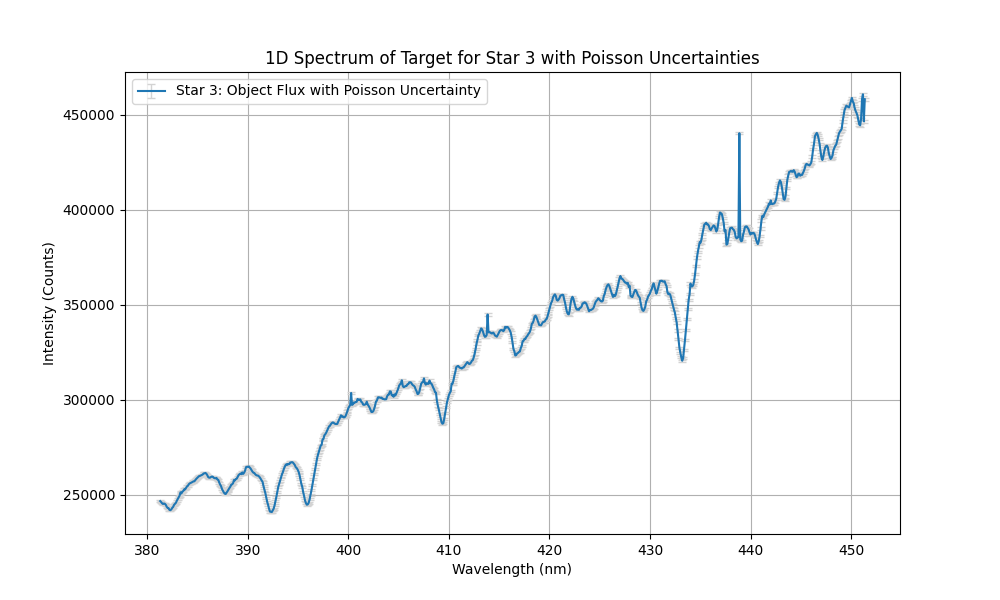 1D Spectrum of Target for Star 3 with Poisson Uncertainties
Star 3: Object Flux with Poisson Uncertainty
Intensity (Counts)
450000
400000
350000
300000
250000
380 390 400 410 420 430 440 450
Wavelength (nm)